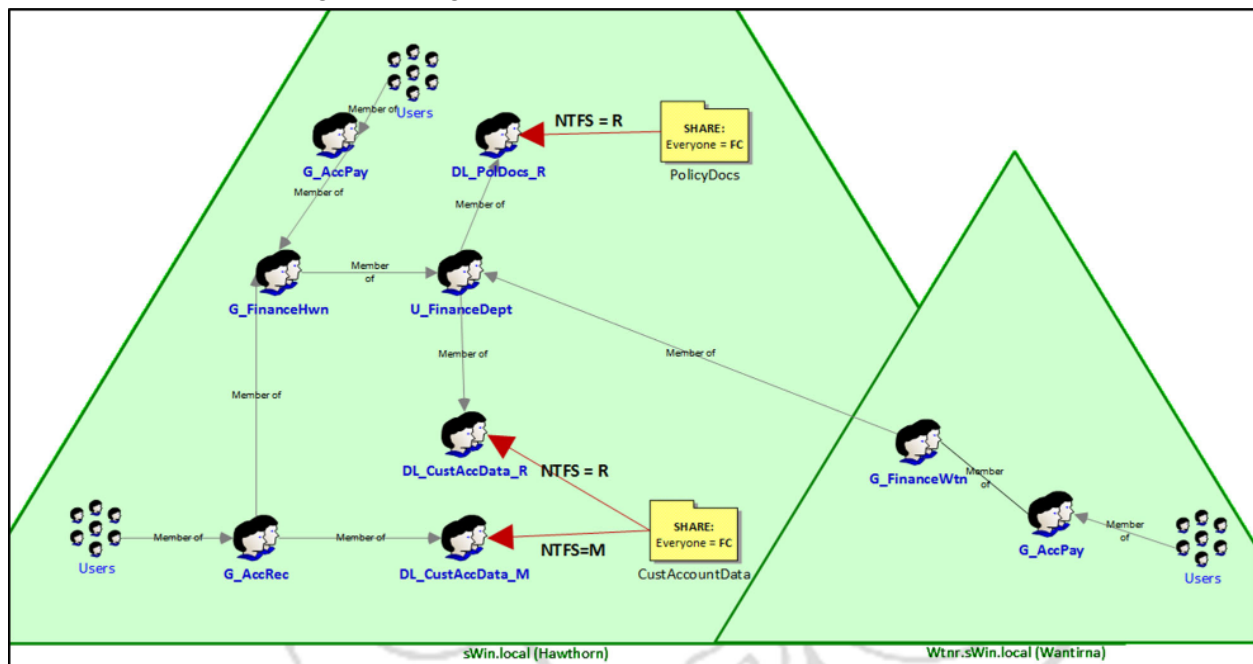 Users
Member of
G_AccPay
Member of
NTFS = R
SHARE:
Everyone = FC
PolicyDocs
DL_PolDocs_R
Member of
G_FinanceHwn
Member
of
U_FinanceDept
Member of
Member of
Member of
DL_CustAccData_R
NTFS = R
G_FinanceWtn
Member
of
G_AccPay
Member
of
Users
Users
Member of
G_AccRec
Member of
DL_CustAccData_M
NTFS=M
SHARE:
Everyone = FC
CustAccountData
sWin.local (Hawthorn)
Wtnr.sWin.local (Wantirna)